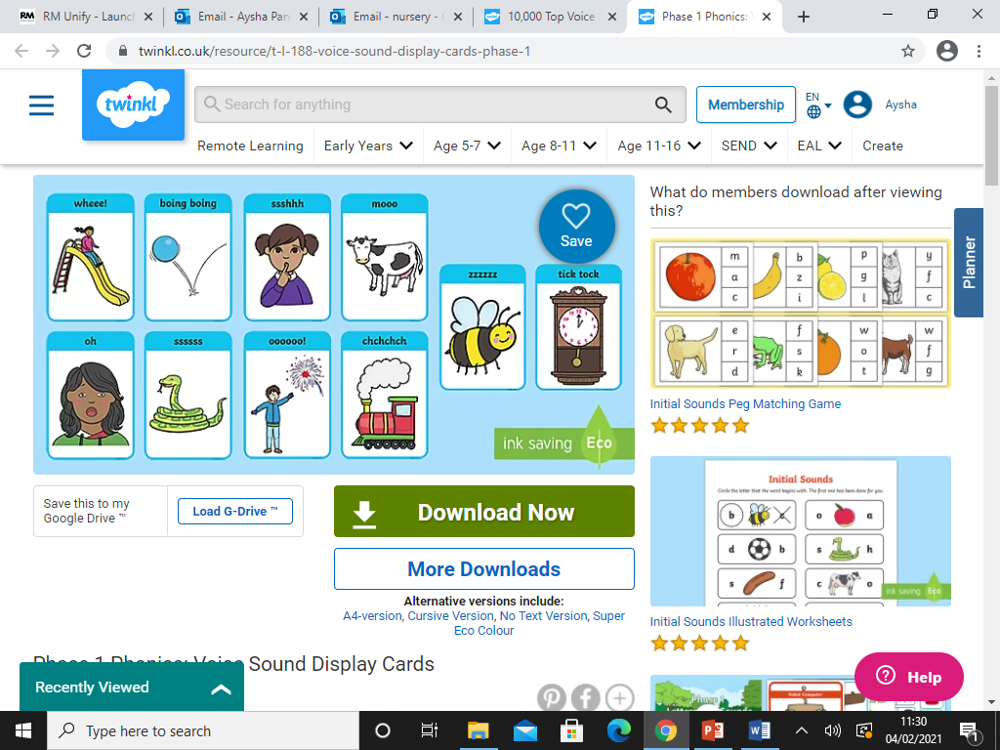 RM Unify - Launc
Email - Aysha Pan
Email - nursery -
10,000 Top Voice
Phase 1 Phonics:
twinkl.co.uk/resource/t-l-188-voice-sound-display-cards-phase-1
twinkl
Search for anything
Membership
EN
Aysha
Remote Learning
Early Years
Age 5-7
Age 8-11
Age 11-16
SEND
EAL
Create
wheee!
boing boing
ssshhh
mooo
zzzzzz
tick tock
oh
ssssss
oooooo!
chchchch
Save
ink saving Eco
Save this to my
Google Drive ™
Load G-Drive ™
Download Now
More Downloads
Alternative versions include:
A4-version, Cursive Version, No Text Version, Super
Eco Colour
Phase 1 Phonics: Voice Sound Display Cards
Recently Viewed
What do members download after viewing
this?
Planner
m b p y
a z g f
c i l c
e f w w
r s o f
d k t g
Initial Sounds Peg Matching Game
Initial Sounds
Circle the letter that the word begins with. The first one has been done for you.
b o a
d b s h
s f c o
ink saving Eco
Initial Sounds Illustrated Worksheets
Phase 1
Help
Type here to search
11:30
04/02/2021
1